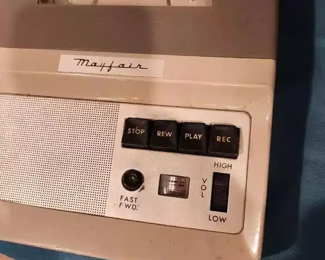 Mayfair
STOP REW PLAY REC
HIGH
VOL
LOW
FAST
FWD.